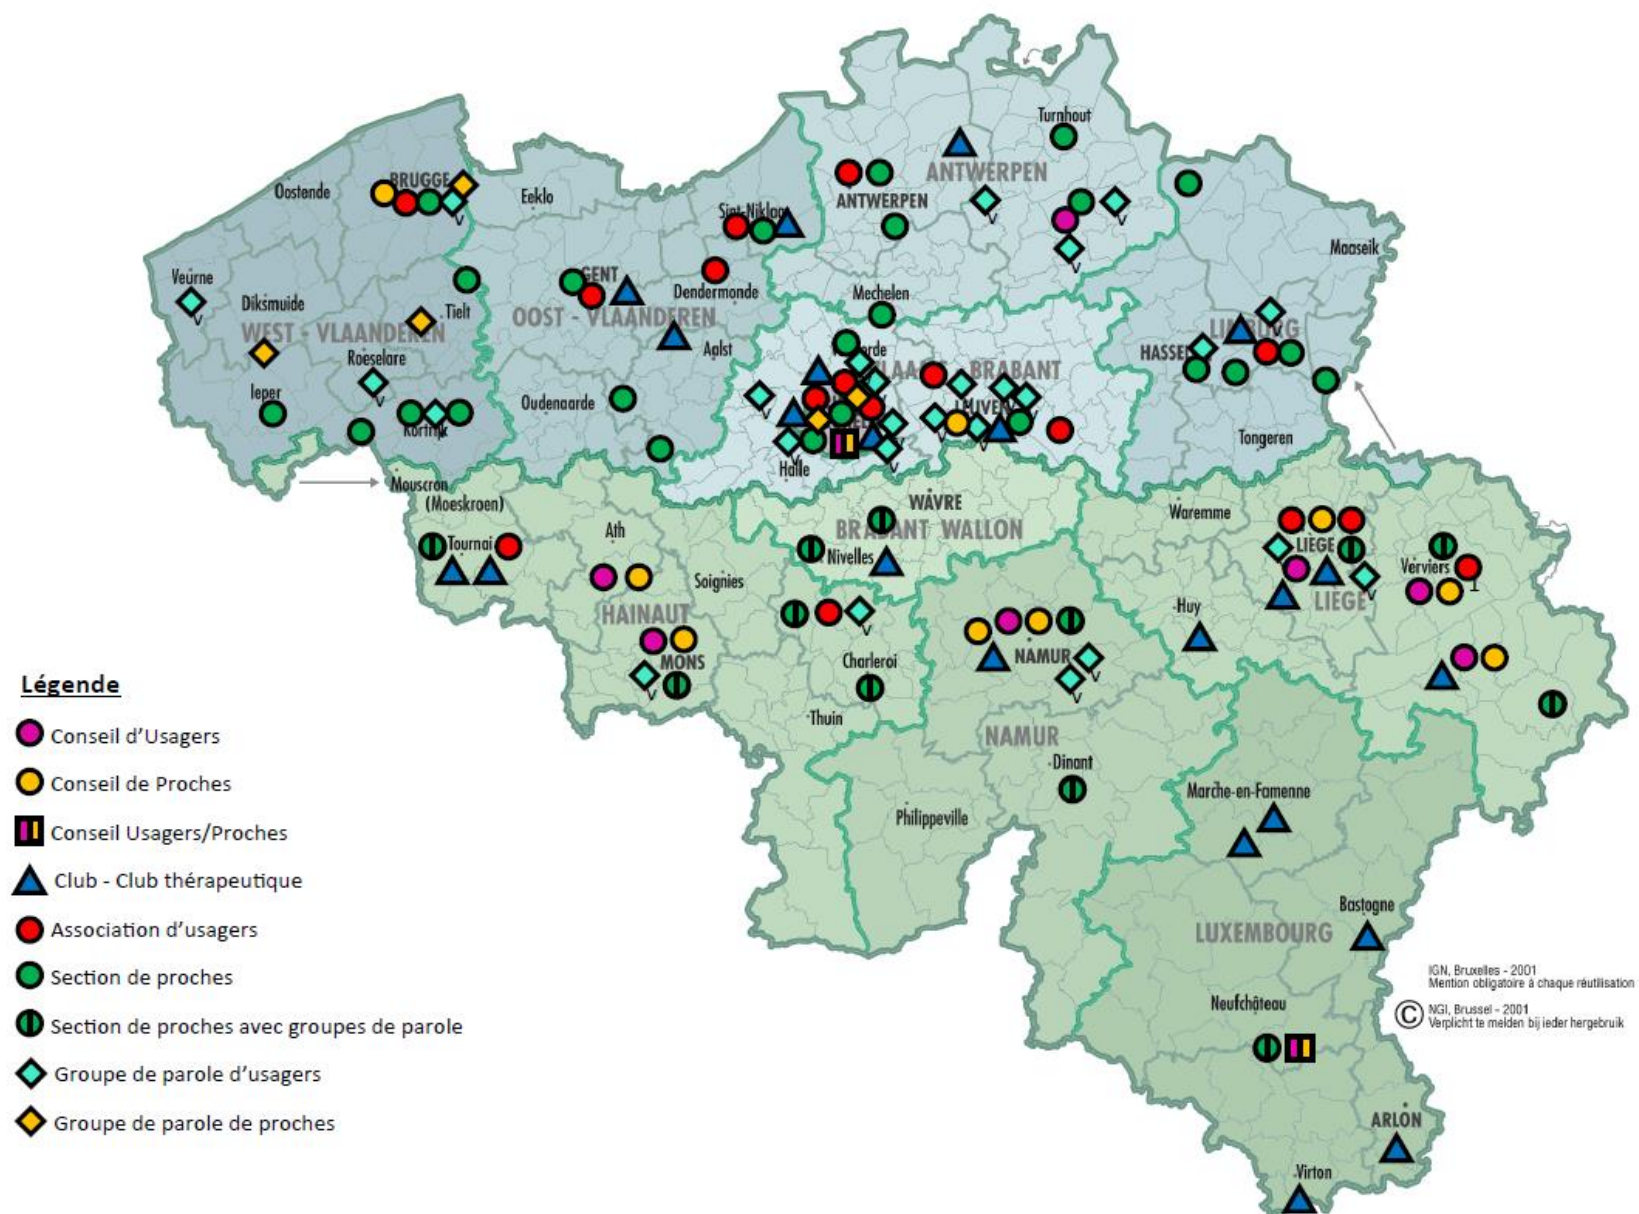 Turnhout
ANTWERPEN
ANTWERPEN
Oostende
BRUGGE
Eeklo
V
Maaseik
V
V
V
Veurne
V
Diksmuide
WEST - VLAANDEREN
Tielt
Roeselare
V
GENT
OOST - VLAANDEREN
Dendermonde
Aalst
Mechelen
BRABANT
V
Ieper
Kortrijk
Oudenaarde
Halle
Tongeren
Mouscron
(Moeskroen)
Tournai
Ath
Soignies
HAINAUT
MONS
V
WAVRE
BRABANT WALLON
Nivelles
Waremme
LIEGE
V
LIEGE
Verviers
1
Huy
V
Charleroi
Thuin
NAMUR
V
V
NAMUR
Dinant
Philippeville
Marche-en-Famenne
Bastogne
LUXEMBOURG
Neufchâteau
ARLON
Virton
Légende
Conseil d’Usagers
Conseil de Proches
Conseil Usagers/Proches
Club - Club thérapeutique
Association d’usagers
Section de proches
Section de proches avec groupes de parole
Groupe de parole d’usagers
Groupe de parole de proches
IGN, Bruxelles - 2001
Mention obligatoire à chaque réutilisation
© NGI, Brussel - 2001
Verplicht te melden bij ieder hergebruik